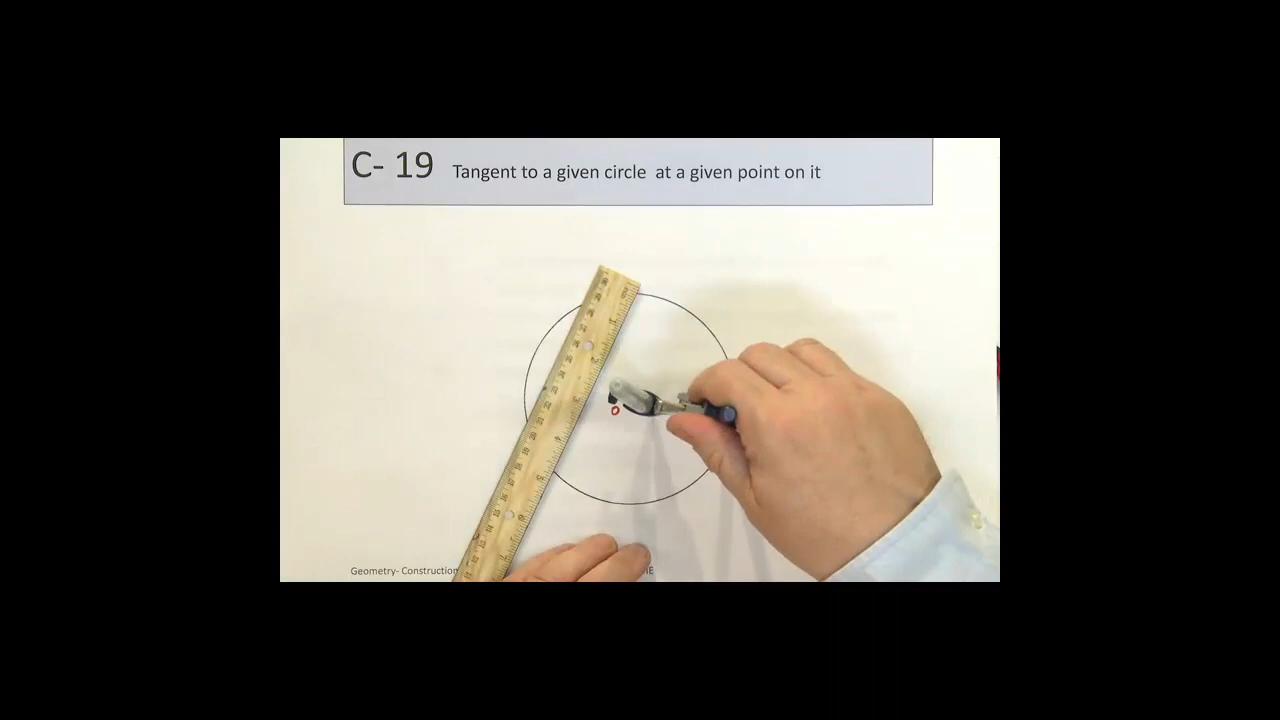 C- 19 Tangent to a given circle at a given point on it
O
Geometry- Construction